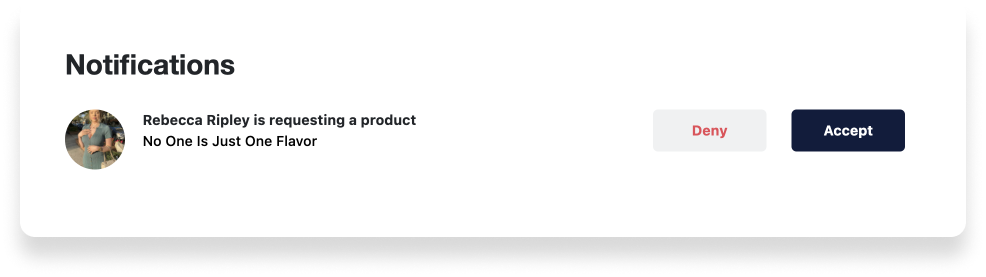 Notifications
Rebecca Ripley is requesting a product
No One Is Just One Flavor
Deny
Accept